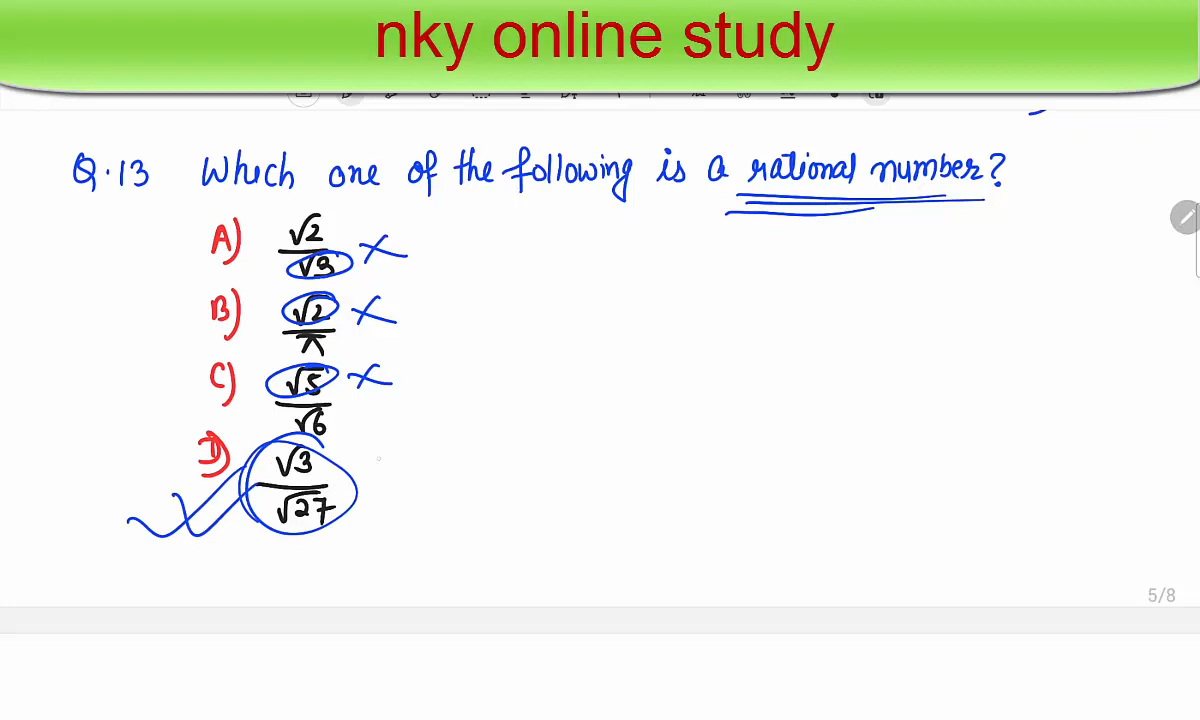 nky online study
Q.13 Which one of the following is a rational number?
A) √2/√3
B) √2/π
C) √5/√6
D) √3/√27
5/8